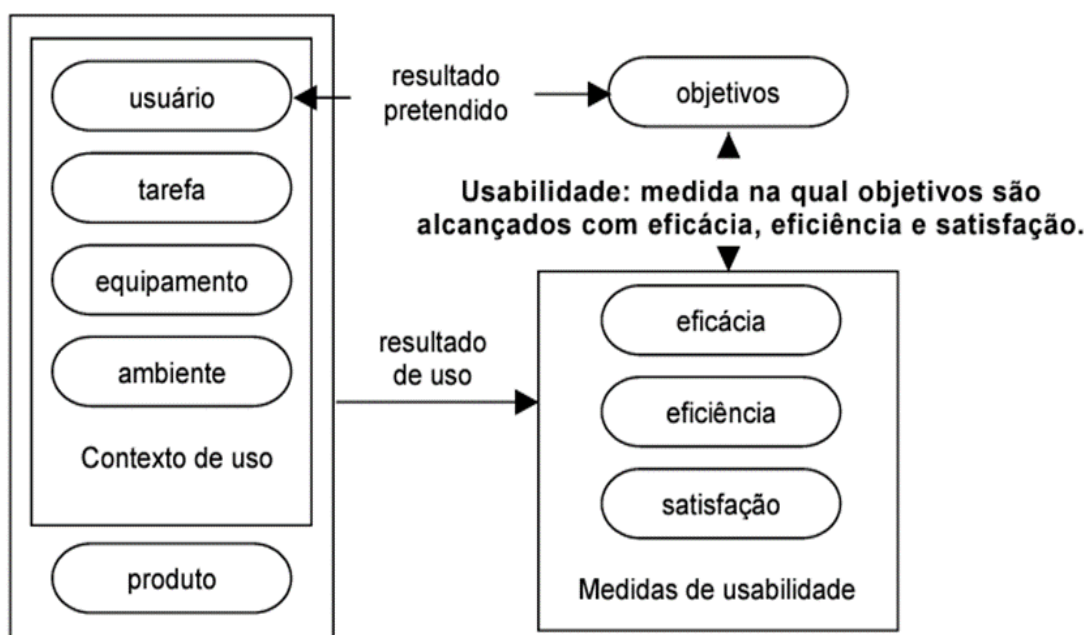 usuário
tarefa
equipamento
ambiente
Contexto de uso
produto
resultado
pretendido
objetivos
Usabilidade: medida na qual objetivos são
alcançados com eficácia, eficiência e satisfação.
resultado
de uso
eficácia
eficiência
satisfação
Medidas de usabilidade